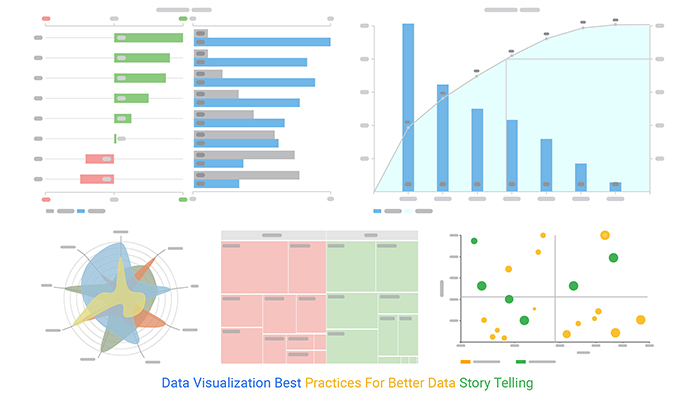 Data Visualization Best Practices For Better Data Story Telling